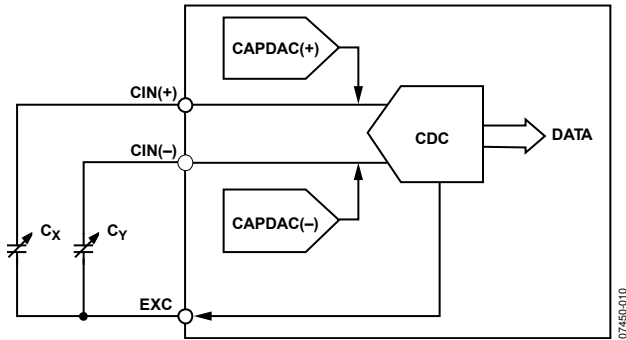 CAPDAC(+)
CIN(+)
CDC
DATA
CIN(–)
CAPDAC(–)
CX
CY
EXC
07450-010